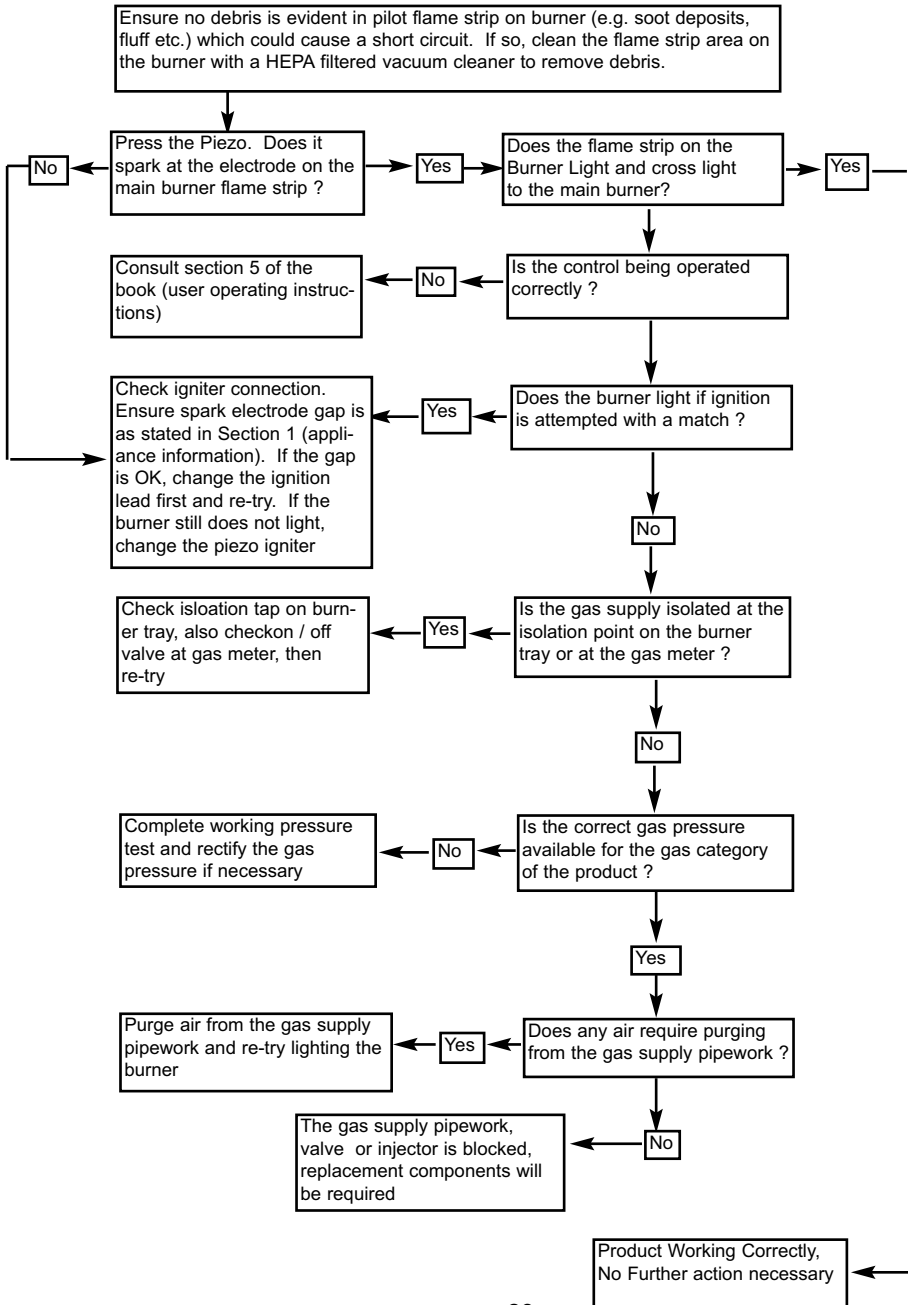 Ensure no debris is evident in pilot flame strip on burner (e.g. soot deposits,
fluff etc.) which could cause a short circuit. If so, clean the flame strip area on
the burner with a HEPA filtered vacuum cleaner to remove debris.
No
Press the Piezo. Does it
spark at the electrode on the
main burner flame strip ?
Yes
Does the flame strip on the
Burner Light and cross light
to the main burner?
Yes
Consult section 5 of the
book (user operating instruc-
tions)
No
Is the control being operated
correctly ?
Check igniter connection.
Ensure spark electrode gap is
as stated in Section 1 (appli-
ance information). If the gap
is OK, change the ignition
lead first and re-try. If the
burner still does not light,
change the piezo igniter
Yes
Does the burner light if ignition
is attempted with a match ?
No
Check isloation tap on burn-
er tray, also checkon / off
valve at gas meter, then
re-try
Yes
Is the gas supply isolated at the
isolation point on the burner
tray or at the gas meter ?
No
Complete working pressure
test and rectify the gas
pressure if necessary
No
Is the correct gas pressure
available for the gas category
of the product ?
Yes
Purge air from the gas supply
pipework and re-try lighting the
burner
Yes
Does any air require purging
from the gas supply pipework ?
The gas supply pipework,
valve or injector is blocked,
replacement components will
be required
No
Product Working Correctly,
No Further action necessary